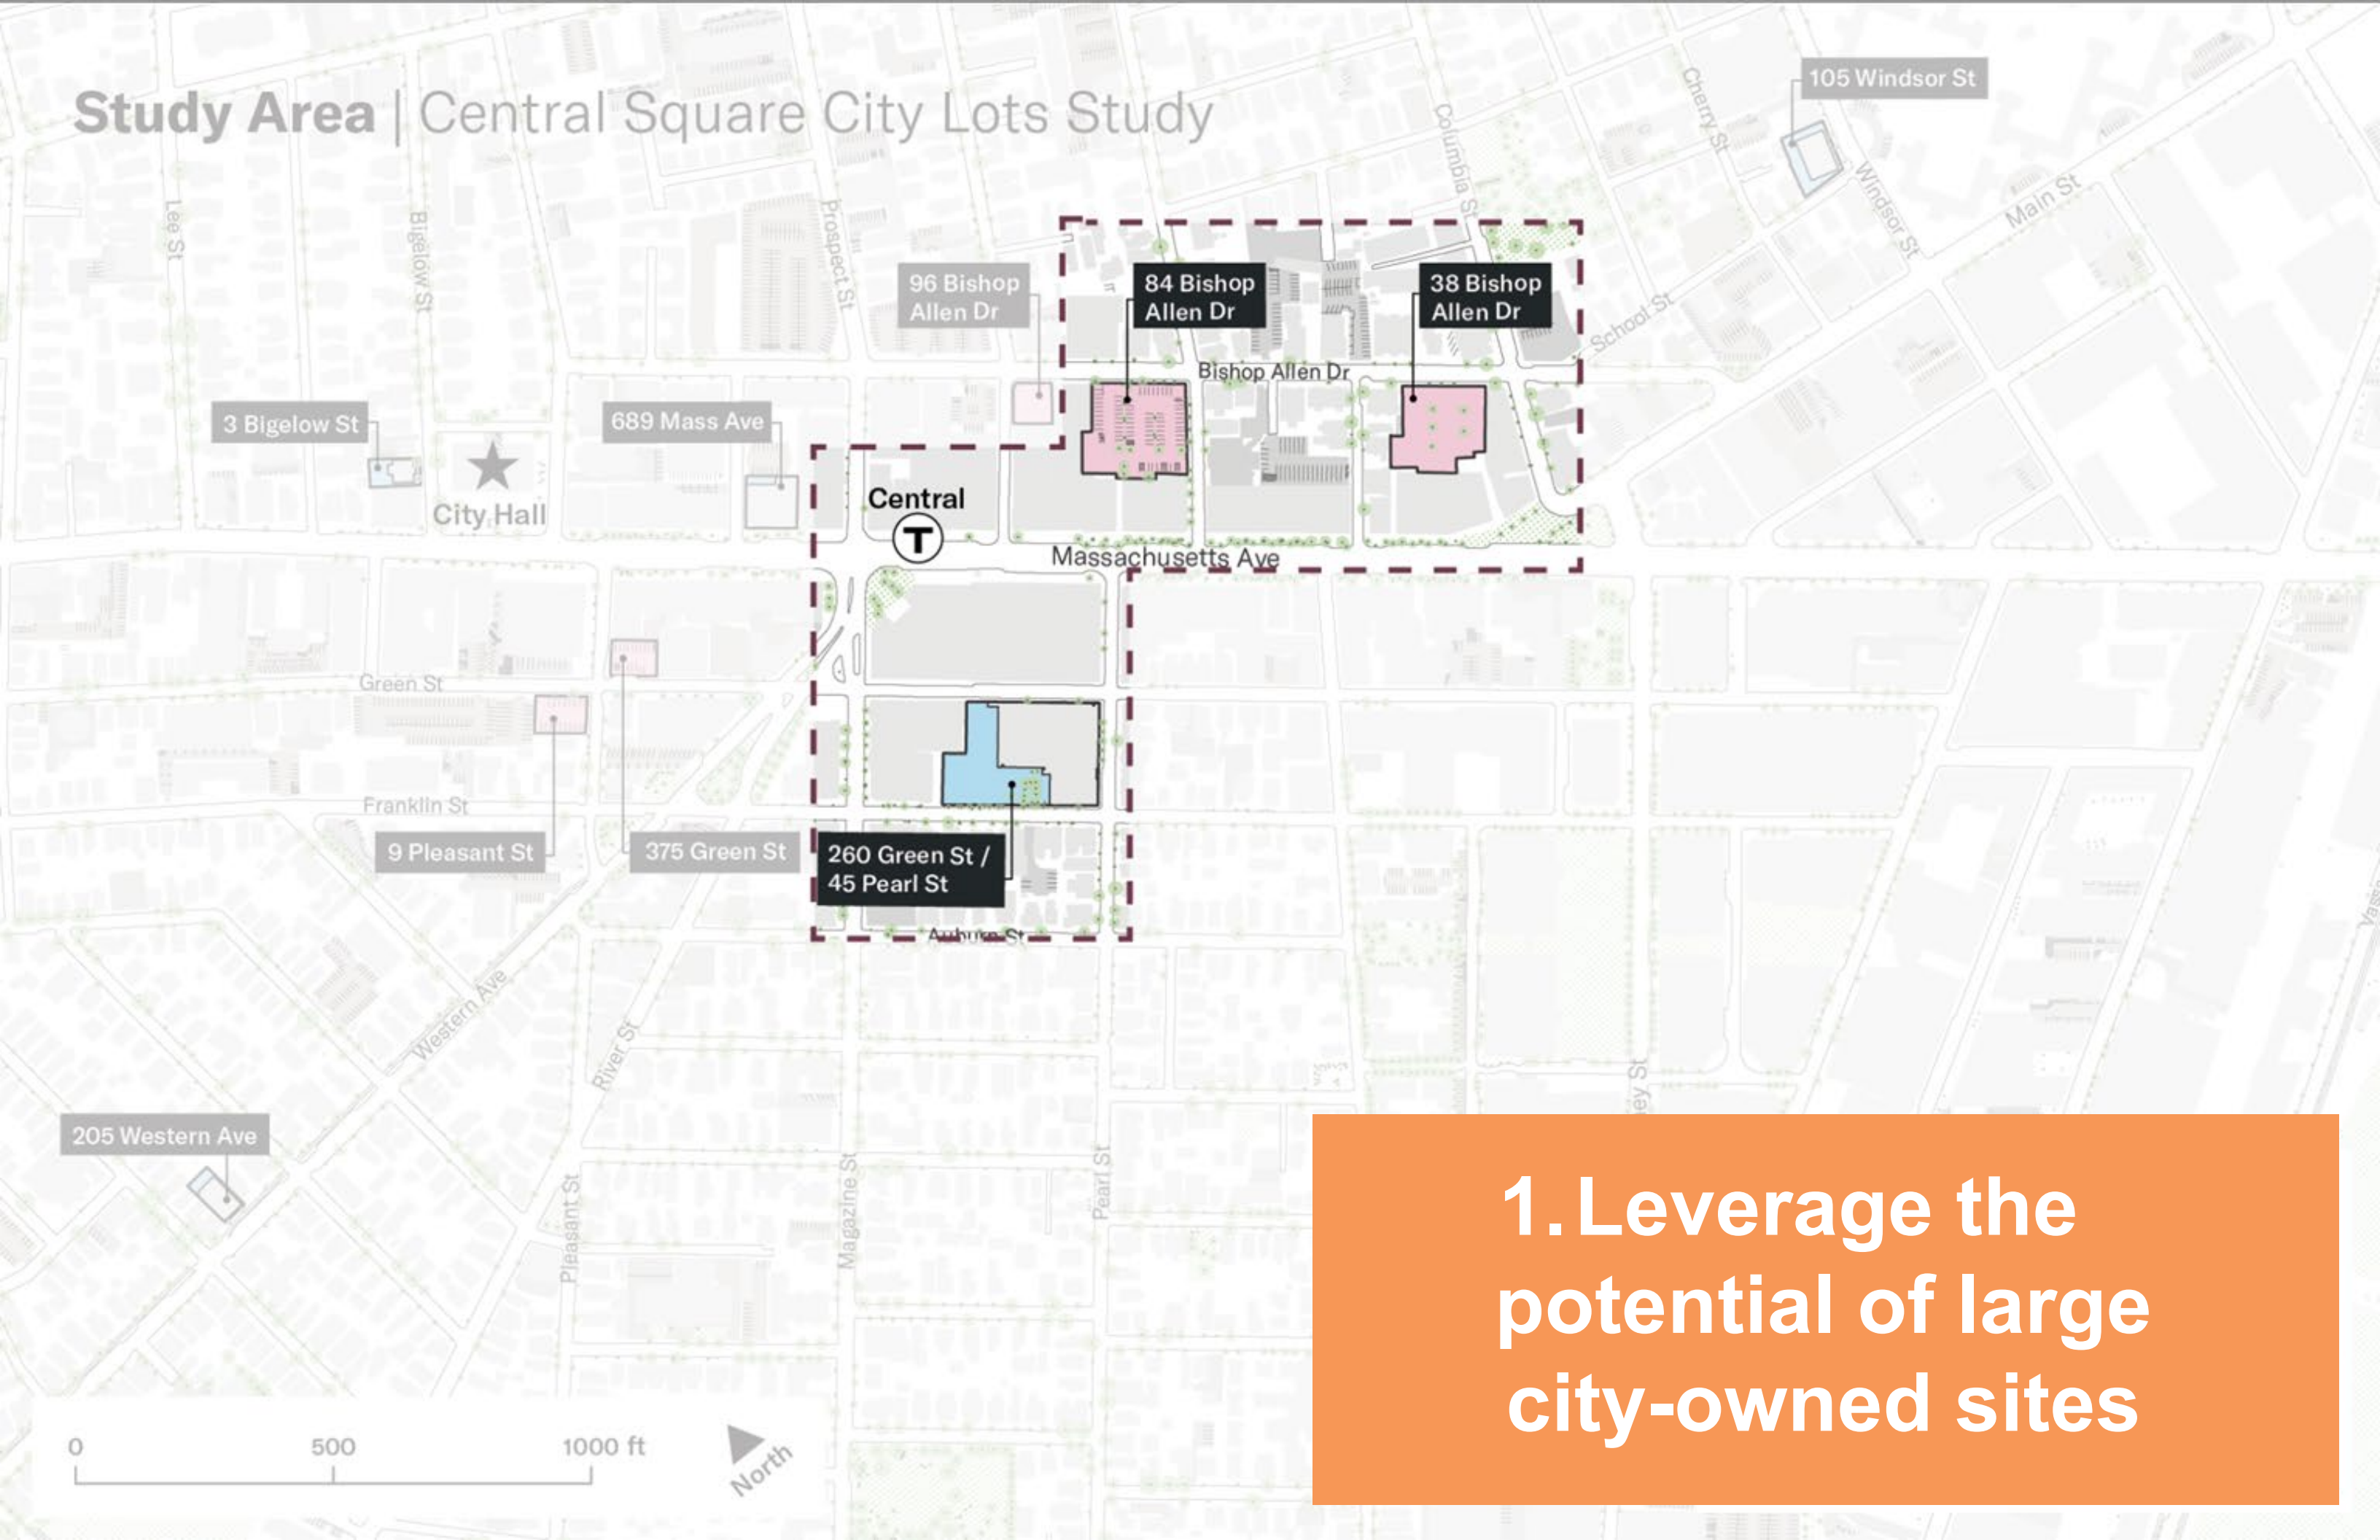 Study Area | Central Square City Lots Study
105 Windsor St
Cherry St
Columbia St
Windsor St
Main St
Lee St
Bigelow St
Prospect St
96 Bishop
Allen Dr
84 Bishop
Allen Dr
38 Bishop
Allen Dr
School St
Bishop Allen Dr
3 Bigelow St
689 Mass Ave
City Hall
Central
T
Massachusetts Ave
Green St
Franklin St
9 Pleasant St
375 Green St
260 Green St /
45 Pearl St
Auburn St
Western Ave
River St
205 Western Ave
Pleasant St
Magazine St
Pearl St
1. Leverage the
potential of large
city-owned sites
0
500
1000 ft
North